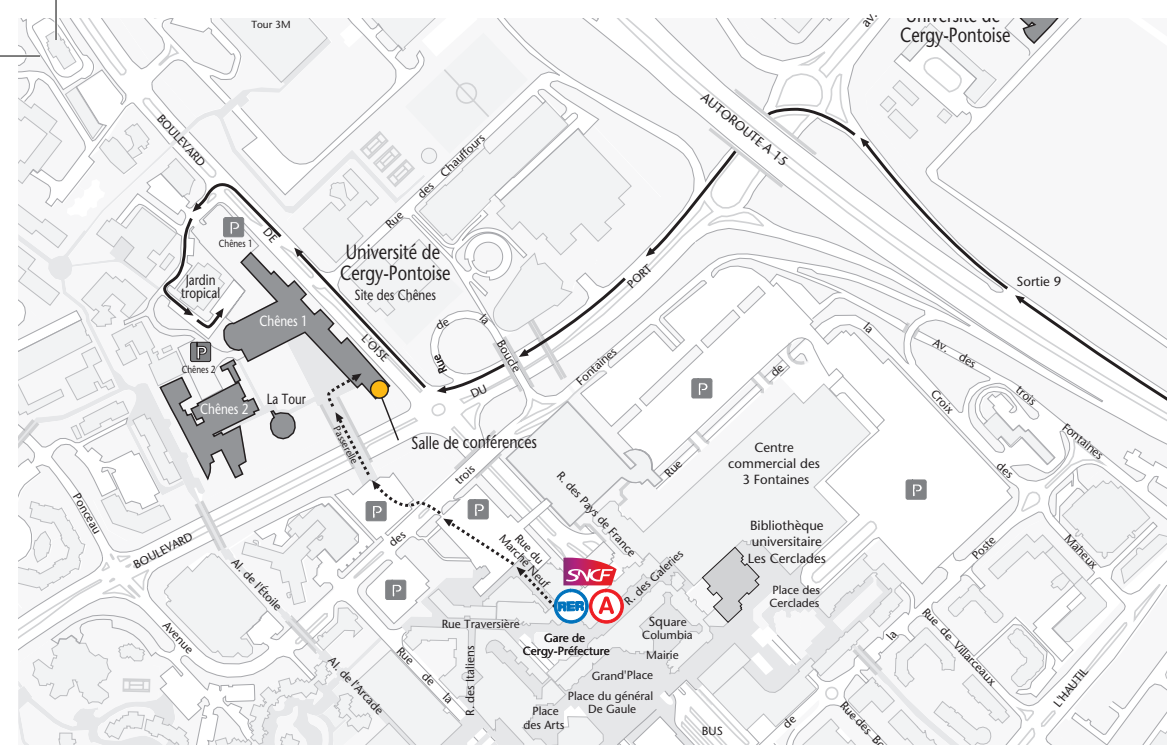 Tour 3M
Université de
Cergy-Pontoise
av.
AUTOROUTE A 15
BOULEVARD
DE
L'OISE
Rue des Chauffours
P
Chênes 1
Université de
Cergy-Pontoise
Site des Chênes
Jardin
tropical
Chênes 1
P
Chênes 2
Chênes 2
La Tour
Sortie 9
PORT
DU
BOULEVARD
Rue de la Boucle
Fontaines
trois
des
Salle de conférences
Passerelle
P
Rue de
la
Croix
des
Av. des trois Fontaines
Centre
commercial des
3 Fontaines
P
P
P
P
R. des Pays de France
Rue du
Marché Neuf
Bibliothèque
universitaire
Les Cerclades
Place des
Cerclades
Poste
Maheux
Ponceau
Al. de l'Étoile
Avenue
Al. de l'Arcade
SNCF
RER A
R. des Galeries
Rue Traversière
Gare de
Cergy-Préfecture
Square
Columbia
Mairie
Grand'Place
Place du général
De Gaule
Place
des Arts
R. des Italiens
Rue de la
BUS
la
de
Rue de Villarceaux
Rue des
L'HAUTIL